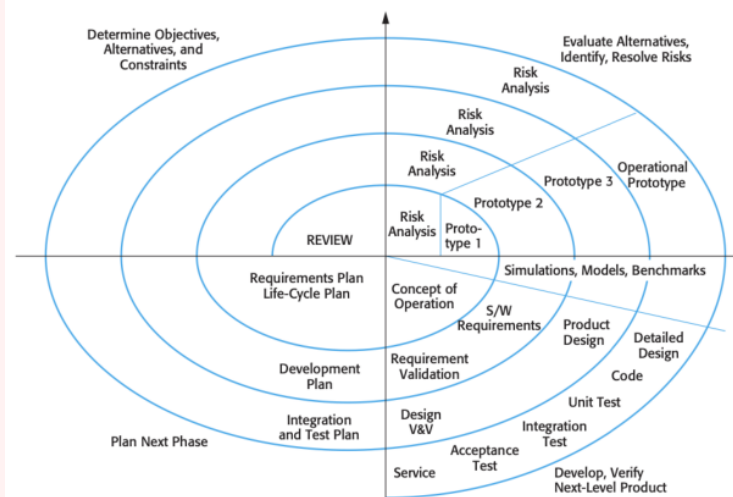 Determine Objectives,
Alternatives, and
Constraints
Evaluate Alternatives,
Identify, Resolve Risks
Risk
Analysis
Risk
Analysis
Risk
Analysis
Risk
Analysis
Proto-
type 1
Prototype 2
Prototype 3
Operational
Prototype
REVIEW
Requirements Plan
Life-Cycle Plan
Concept of
Operation
Simulations, Models, Benchmarks
S/W
Requirements
Product
Design
Detailed
Design
Development
Plan
Requirement
Validation
Code
Unit Test
Integration
and Test Plan
Design
V&V
Integration
Test
Plan Next Phase
Acceptance
Test
Service
Develop, Verify
Next-Level Product